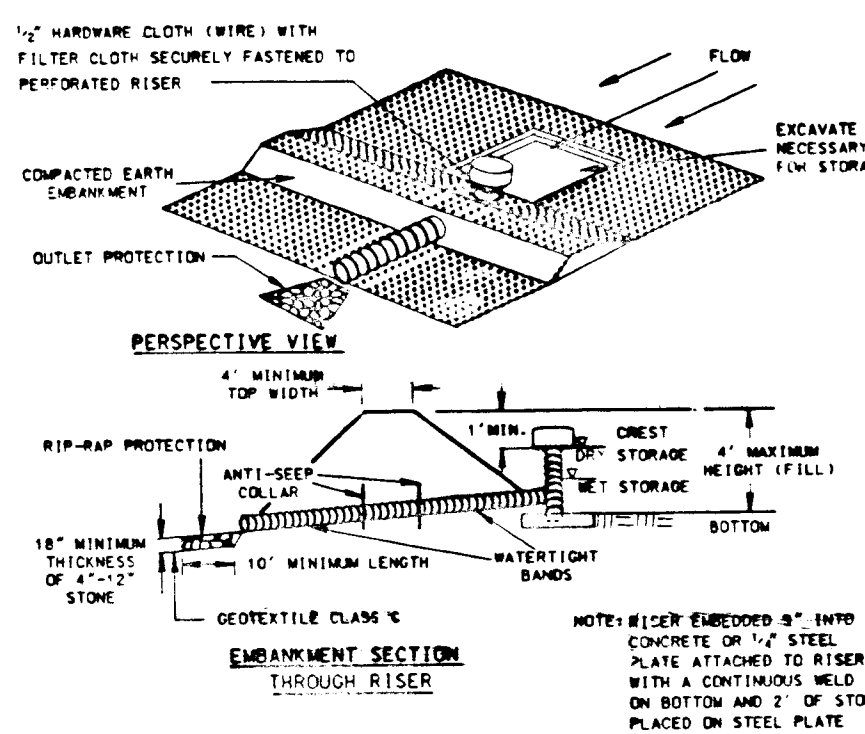 1/2" HARDWARE CLOTH (WIRE) WITH
FILTER CLOTH SECURELY FASTENED TO
PERFORATED RISER
FLOW
EXCAVATE
NECESSARY
FOR STORA
COMPACTED EARTH
EMBANKMENT
OUTLET PROTECTION
PERSPECTIVE VIEW
4' MINIMUM
TOP WIDTH
RIP-RAP PROTECTION
1' MIN.
CREST
DRY STORAGE
4' MAXIMUM
HEIGHT (FILL)
ANTI-SEEP
COLLAR
WET STORAGE
BOTTOM
18" MINIMUM
THICKNESS
OF 4"-12"
STONE
10' MINIMUM LENGTH
WATERTIGHT
BANDS
GEOTEXTILE CLASS C
EMBANKMENT SECTION
THROUGH RISER
NOTE: RISER EMBEDDED 9" INTO
CONCRETE OR 1/4" STEEL
PLATE ATTACHED TO RISER
WITH A CONTINUOUS WELD
ON BOTTOM AND 2' OF STO
PLACED ON STEEL PLATE